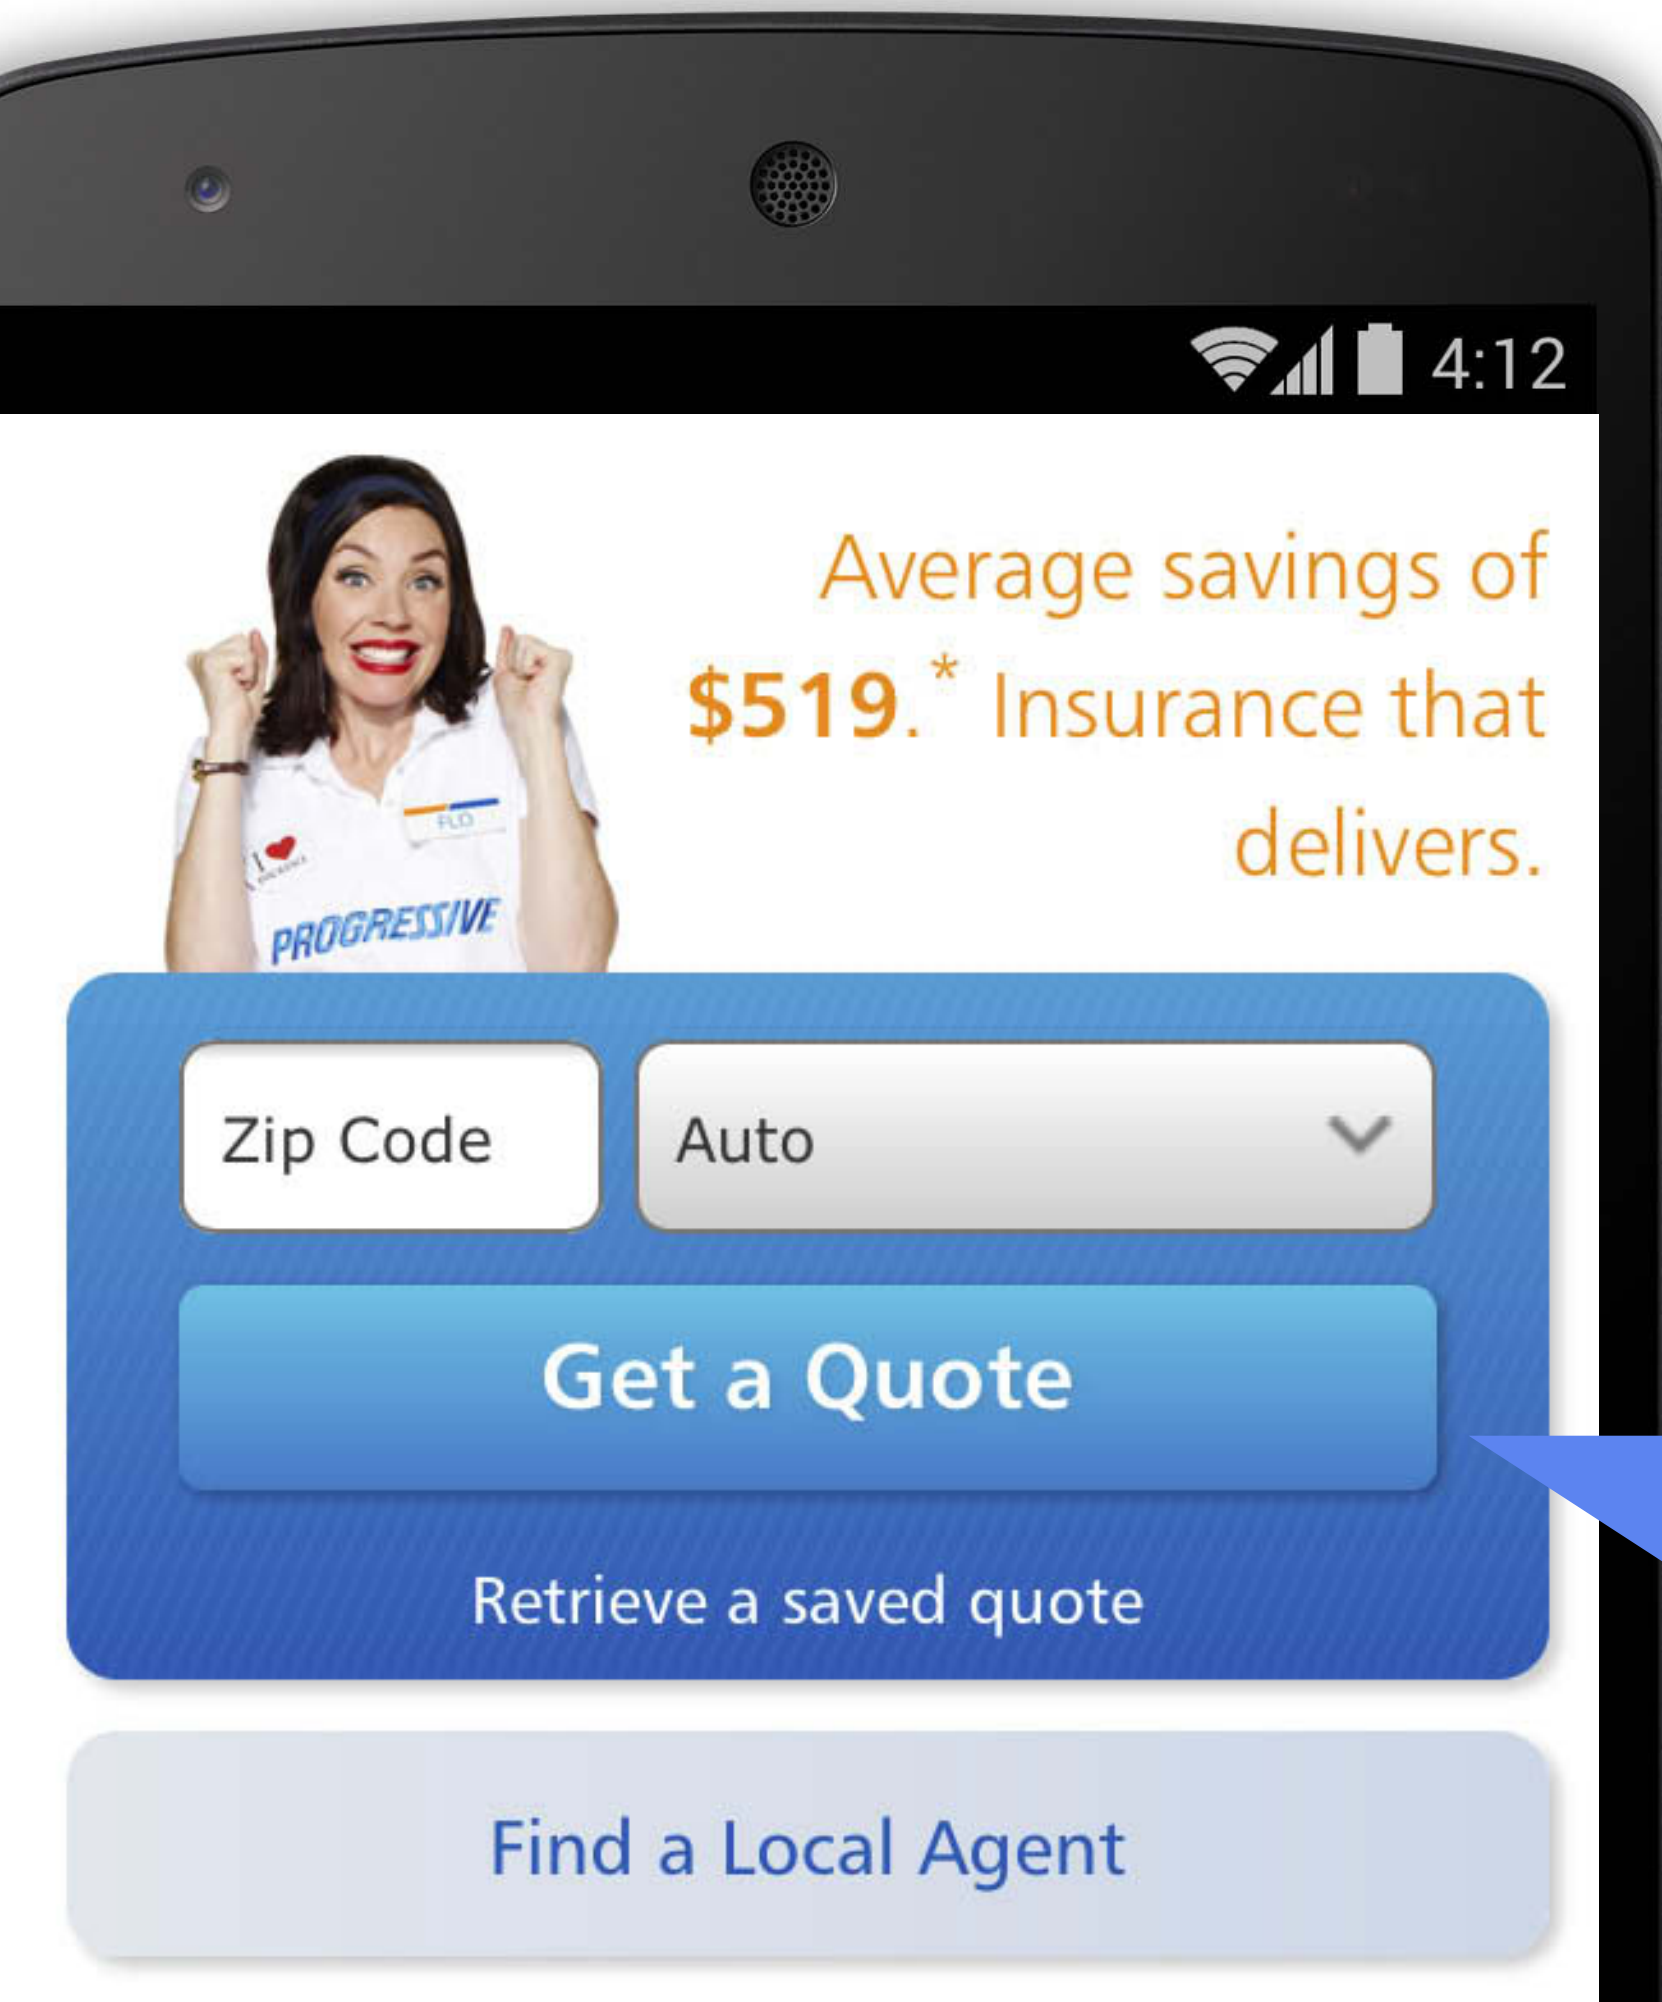 4:12
Average savings of
$519.* Insurance that
delivers.
FLO
I
PROGRESSIVE
Zip Code
Auto
Get a Quote
Retrieve a saved quote
Find a Local Agent